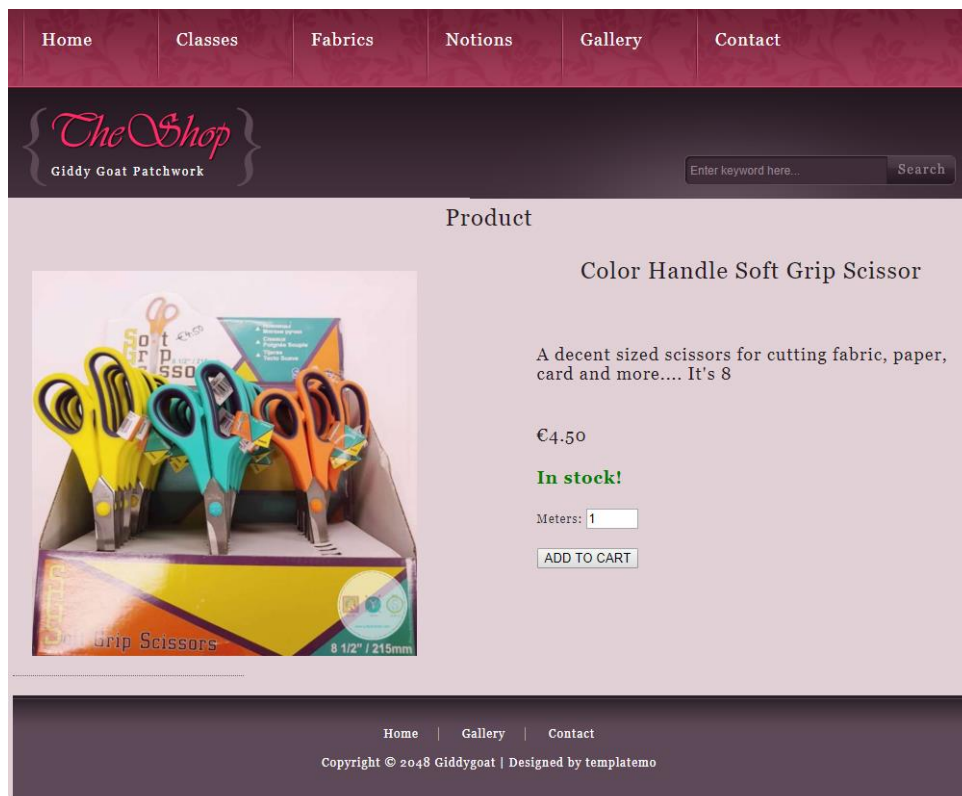 Home Classes Fabrics Notions Gallery Contact
The Shop
Giddy Goat Patchwork
Enter keyword here... Search
Product
Color Handle Soft Grip Scissor
A decent sized scissors for cutting fabric, paper,
card and more.... It's 8
€4.50
In stock!
Meters: 1
ADD TO CART
€4.50
Grip Scissors
8 1/2" / 215mm
Home | Gallery | Contact
Copyright © 2048 Giddygoat | Designed by templatemo